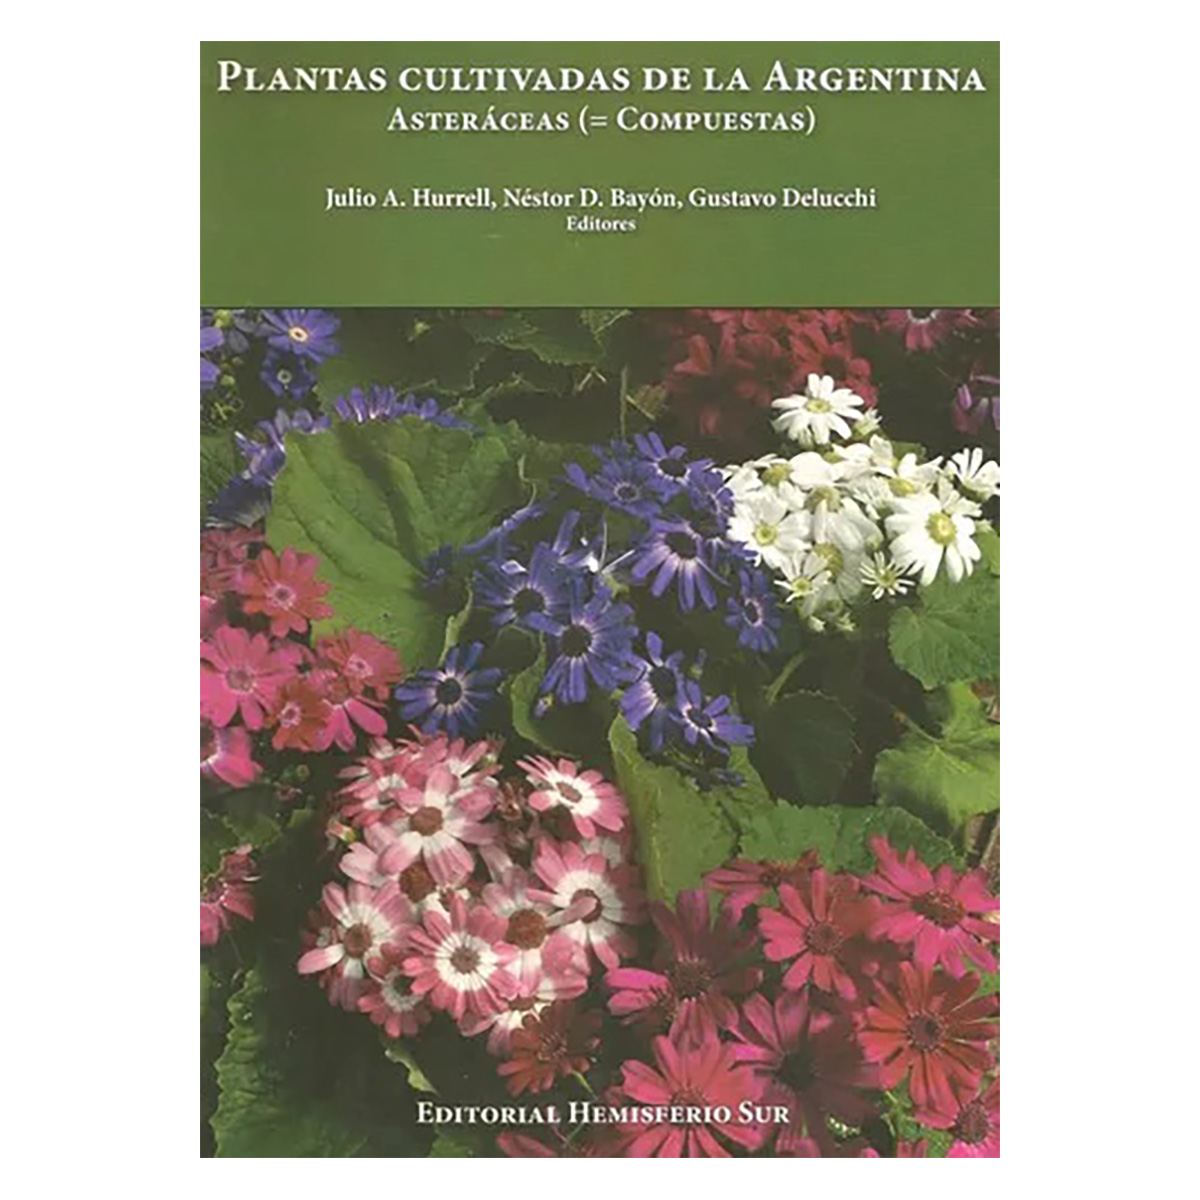 PLANTAS CULTIVADAS DE LA ARGENTINA
ASTERÁCEAS (= COMPUESTAS)
Julio A. Hurrell, Néstor D. Bayón, Gustavo Delucchi
Editores
EDITORIAL HEMISFERIO SUR